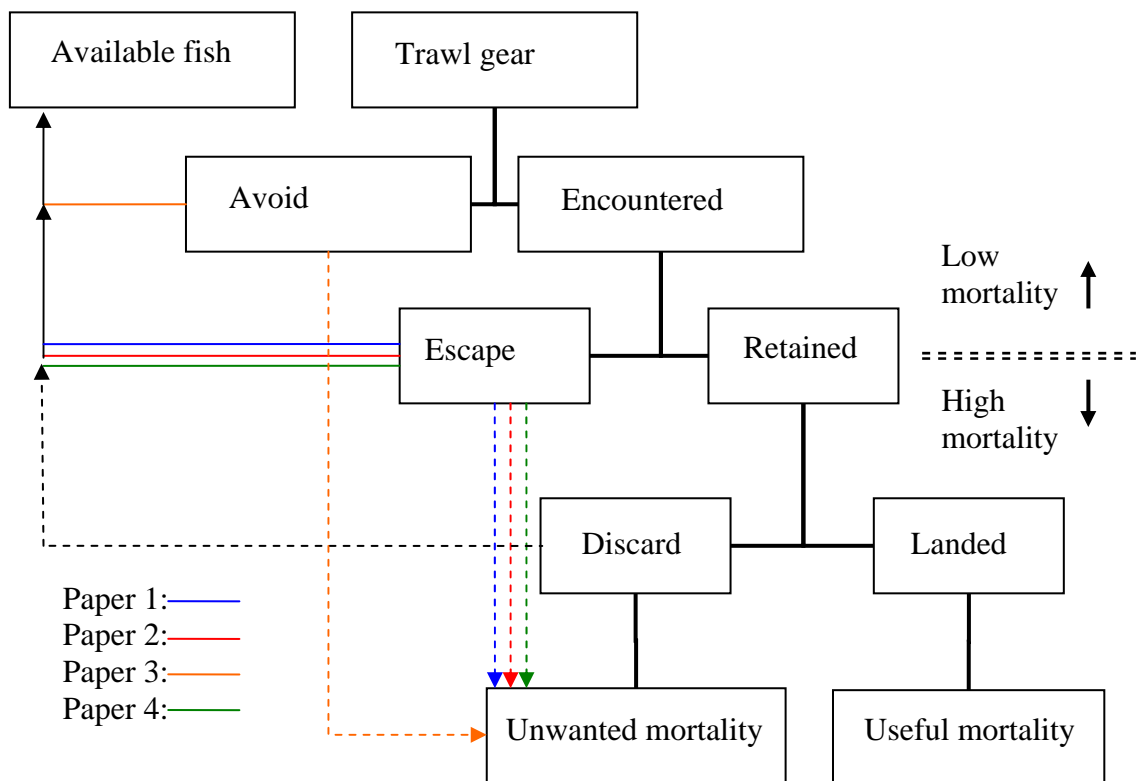 Available fish
Trawl gear
Avoid
Encountered
Low
mortality
Escape
Retained
High
mortality
Discard
Landed
Paper 1:
Paper 2:
Paper 3:
Paper 4:
Unwanted mortality
Useful mortality